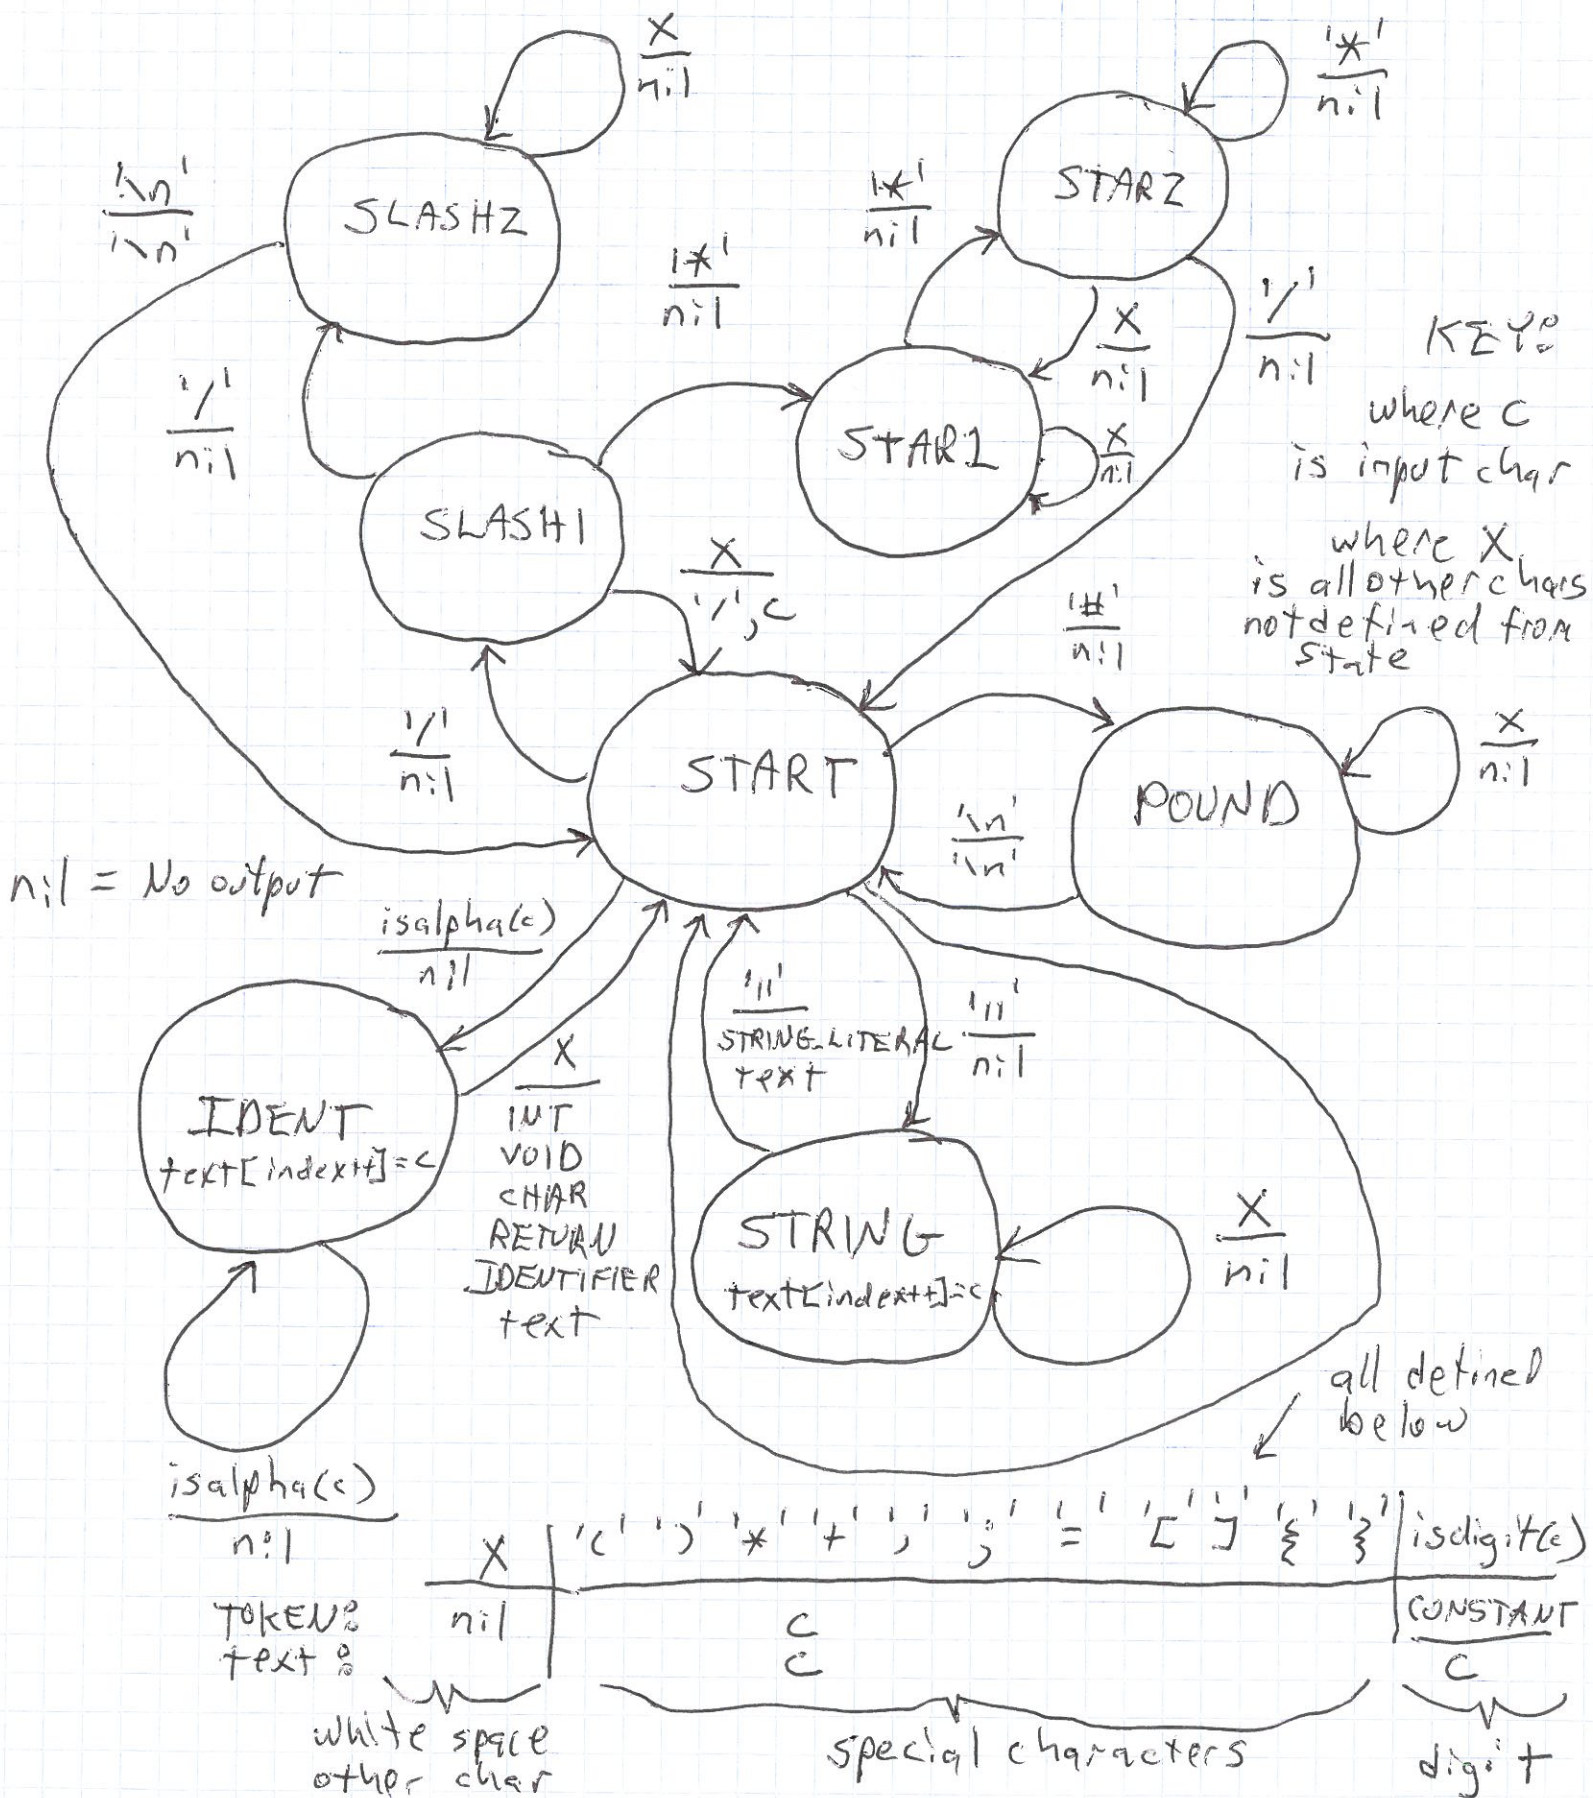 X
nil
'*'
nil
'\n'
'\n'
SLASH2
'*'
nil
STAR2
'*'
nil
X
nil
'/'
nil
KEY:
where c
is input char
where X
is all other chars
not defined from
state
'/'
nil
STAR1
X
nil
SLASH1
X
'/', c
'#'
nil
'/'
nil
START
POUND
X
nil
'\n'
'\n'
nil = No output
isalpha(c)
nil
'"'
STRING_LITERAL
text
'"'
nil
IDENT
text[index++]=c
X
INT
VOID
CHAR
RETURN
IDENTIFIER
text
STRING
text[index++]=c
X
nil
all defined
below
isalpha(c)
nil
X '(' ')' '*' '+' ',' ';' '=' '[' ']' '{' '}' isdigit(c)
TOKEN: nil c CONSTANT
text: c c
white space
other char
special characters
digit